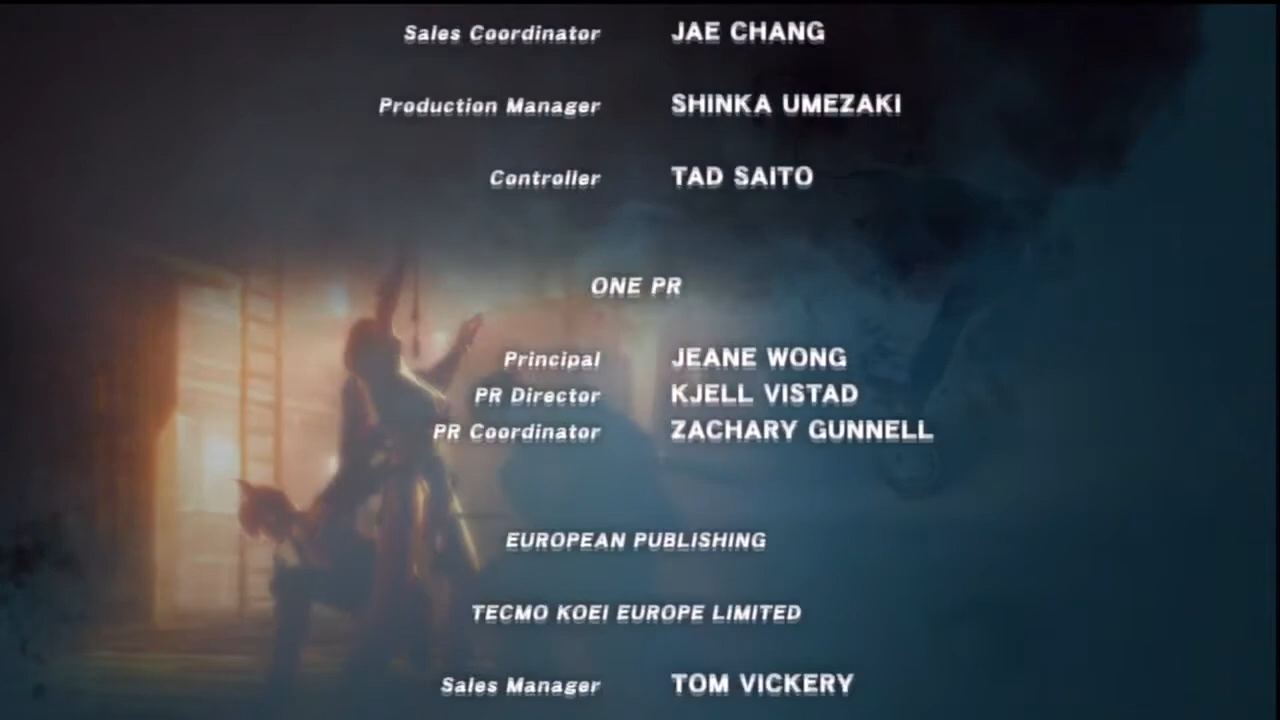 Sales Coordinator JAE CHANG
Production Manager SHINKA UMEZAKI
Controller TAD SAITO
ONE PR
Principal JEANE WONG
PR Director KJELL VISTAD
PR Coordinator ZACHARY GUNNELL
EUROPEAN PUBLISHING
TECMO KOEI EUROPE LIMITED
Sales Manager TOM VICKERY